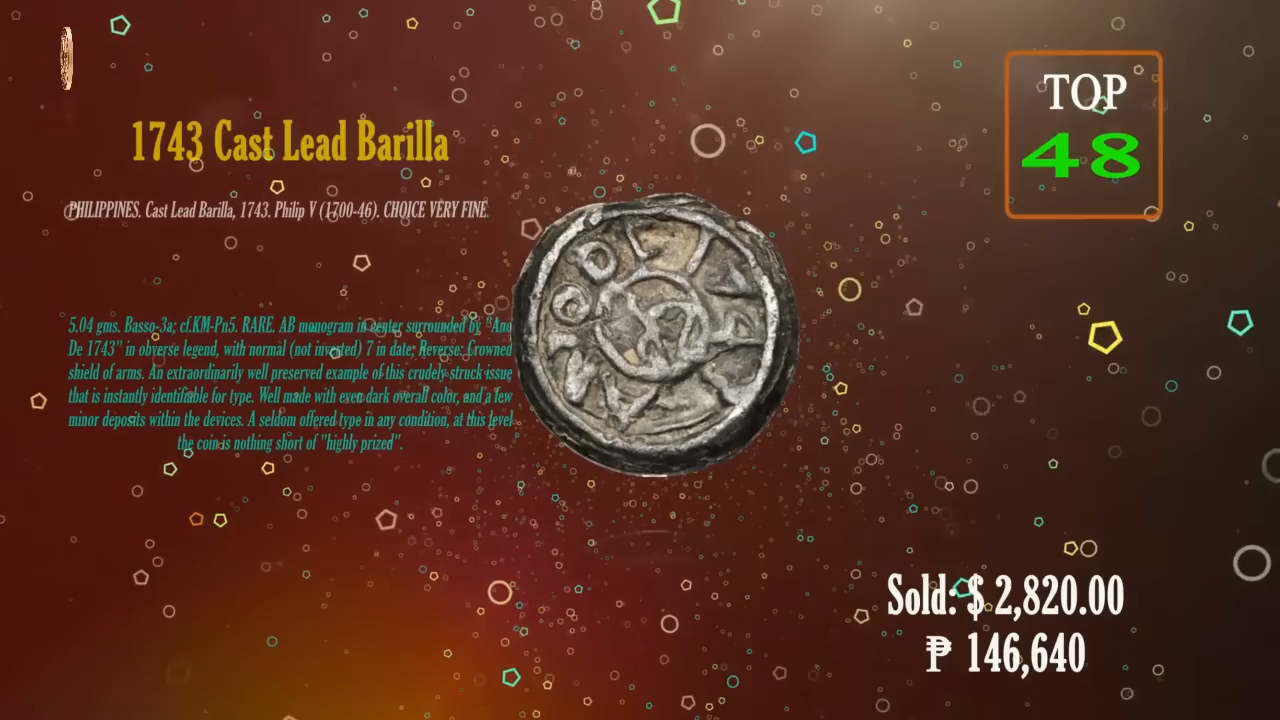 TOP
48
1743 Cast Lead Barilla
PHILIPPINES. Cast Lead Barilla, 1743. Philip V (1700-46). CHOICE VERY FINE
5.04 gms. Basso-3a; cf.KM-Pn5. RARE. AB monogram in center surrounded by "Ano
De 1743" in obverse legend, with normal (not inverted) 7 in date; Reverse: Crowned
shield of arms. An extraordinarily well preserved example of this crudely struck issue
that is instantly identifiable for type. Well made with even dark overall color, and a few
minor deposits within the devices. A seldom offered type in any condition, at this level
the coin is nothing short of "highly prized".
Sold: $ 2,820.00
₱ 146,640